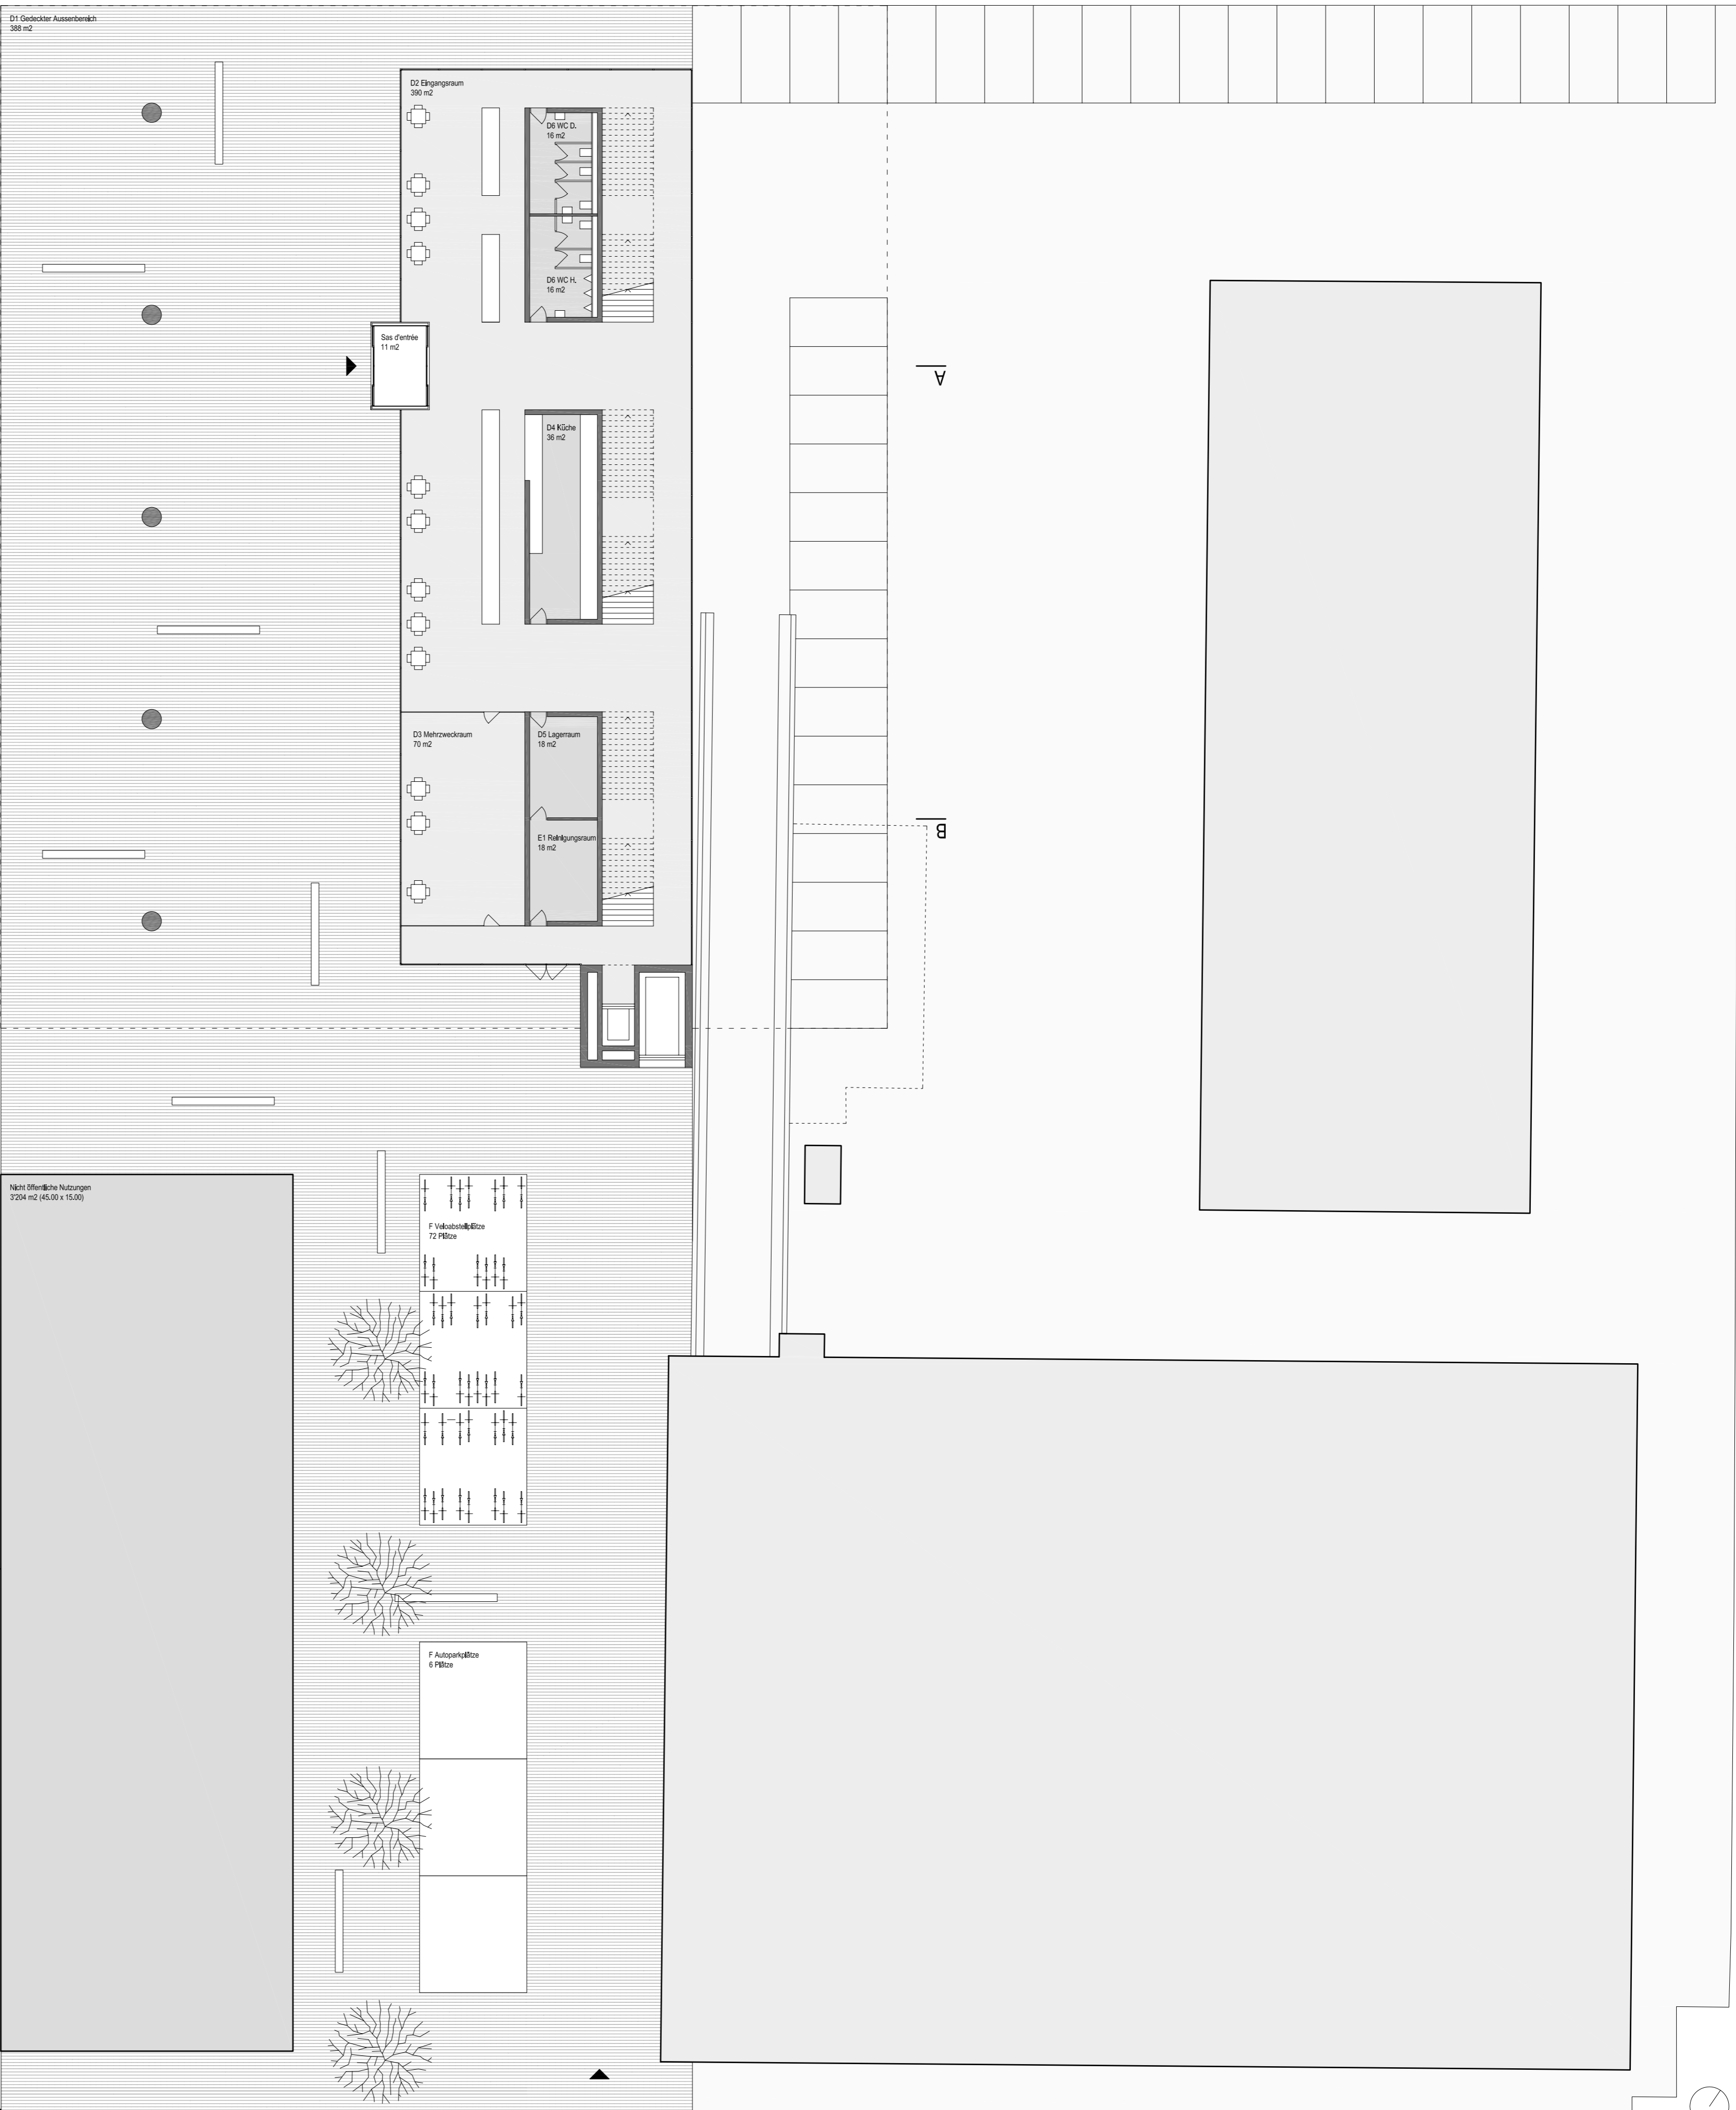 D1 Gedeckter Aussenbereich
388 m2
D2 Eingangsraum
390 m2
D6 WC D.
16 m2
D6 WC H.
16 m2
Sas d'entrée
11 m2
A
D4 Küche
36 m2
D3 Mehrzweckraum
70 m2
D5 Lagerraum
18 m2
B
E1 Reinigungsraum
18 m2
Nicht öffentliche Nutzungen
3'204 m2 (45.00 x 15.00)
F Veloabstellplätze
72 Plätze
F Autoparkplätze
6 Plätze